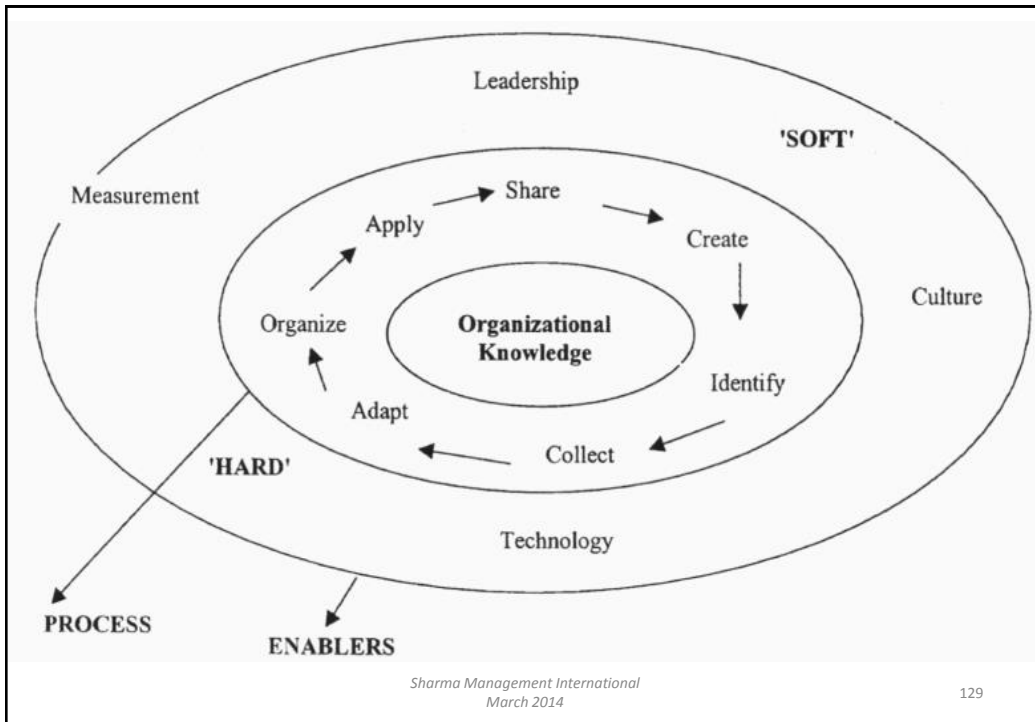 Leadership
'SOFT'
Measurement
Share
Apply
Create
Culture
Organize
Organizational
Knowledge
Identify
Adapt
Collect
'HARD'
Technology
PROCESS
ENABLERS
Sharma Management International
March 2014
129